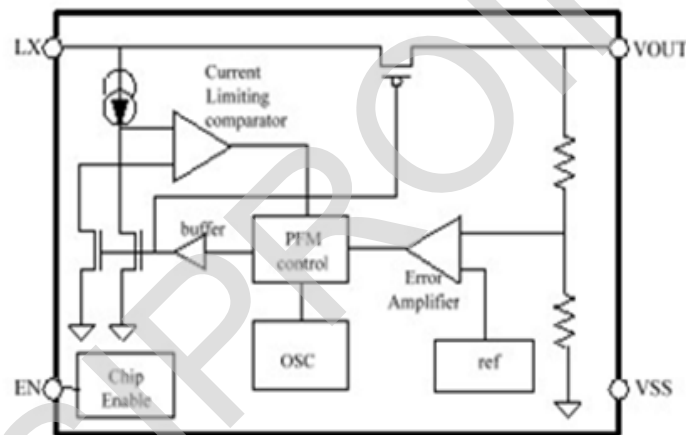 LX
VOUT
Current
Limiting
comparator
buffer
PFM
control
Error
Amplifier
OSC
ref
EN
Chip
Enable
VSS